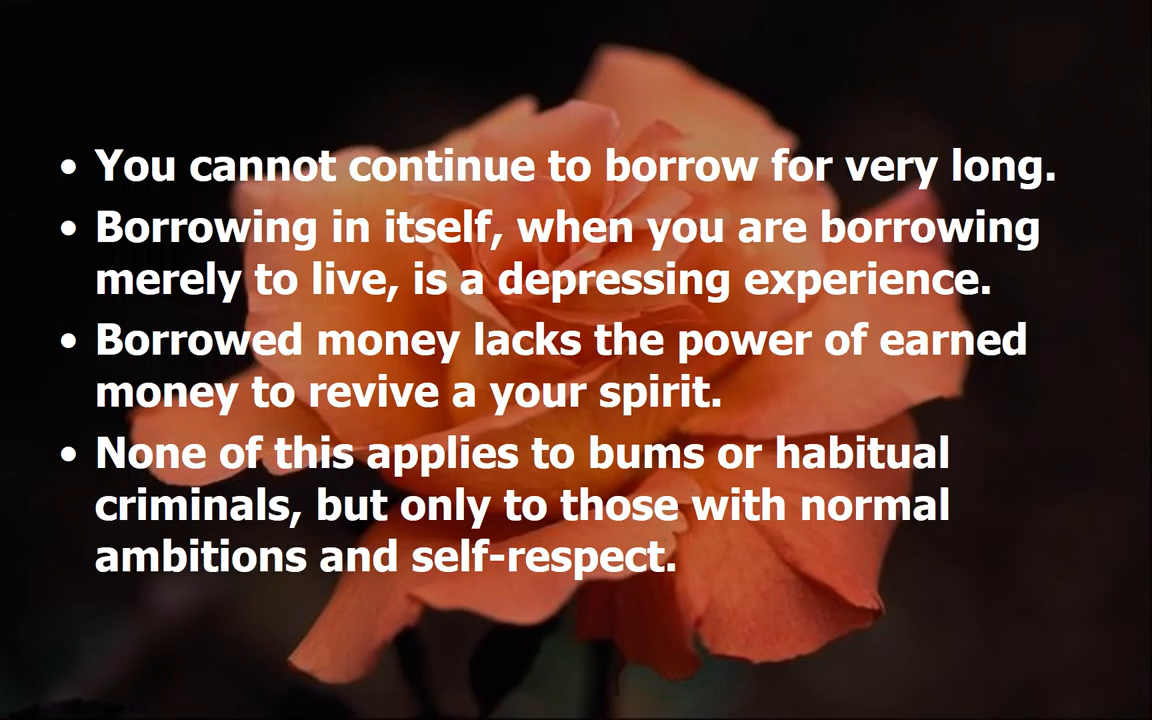 • You cannot continue to borrow for very long.
• Borrowing in itself, when you are borrowing
merely to live, is a depressing experience.
• Borrowed money lacks the power of earned
money to revive a your spirit.
• None of this applies to bums or habitual
criminals, but only to those with normal
ambitions and self-respect.